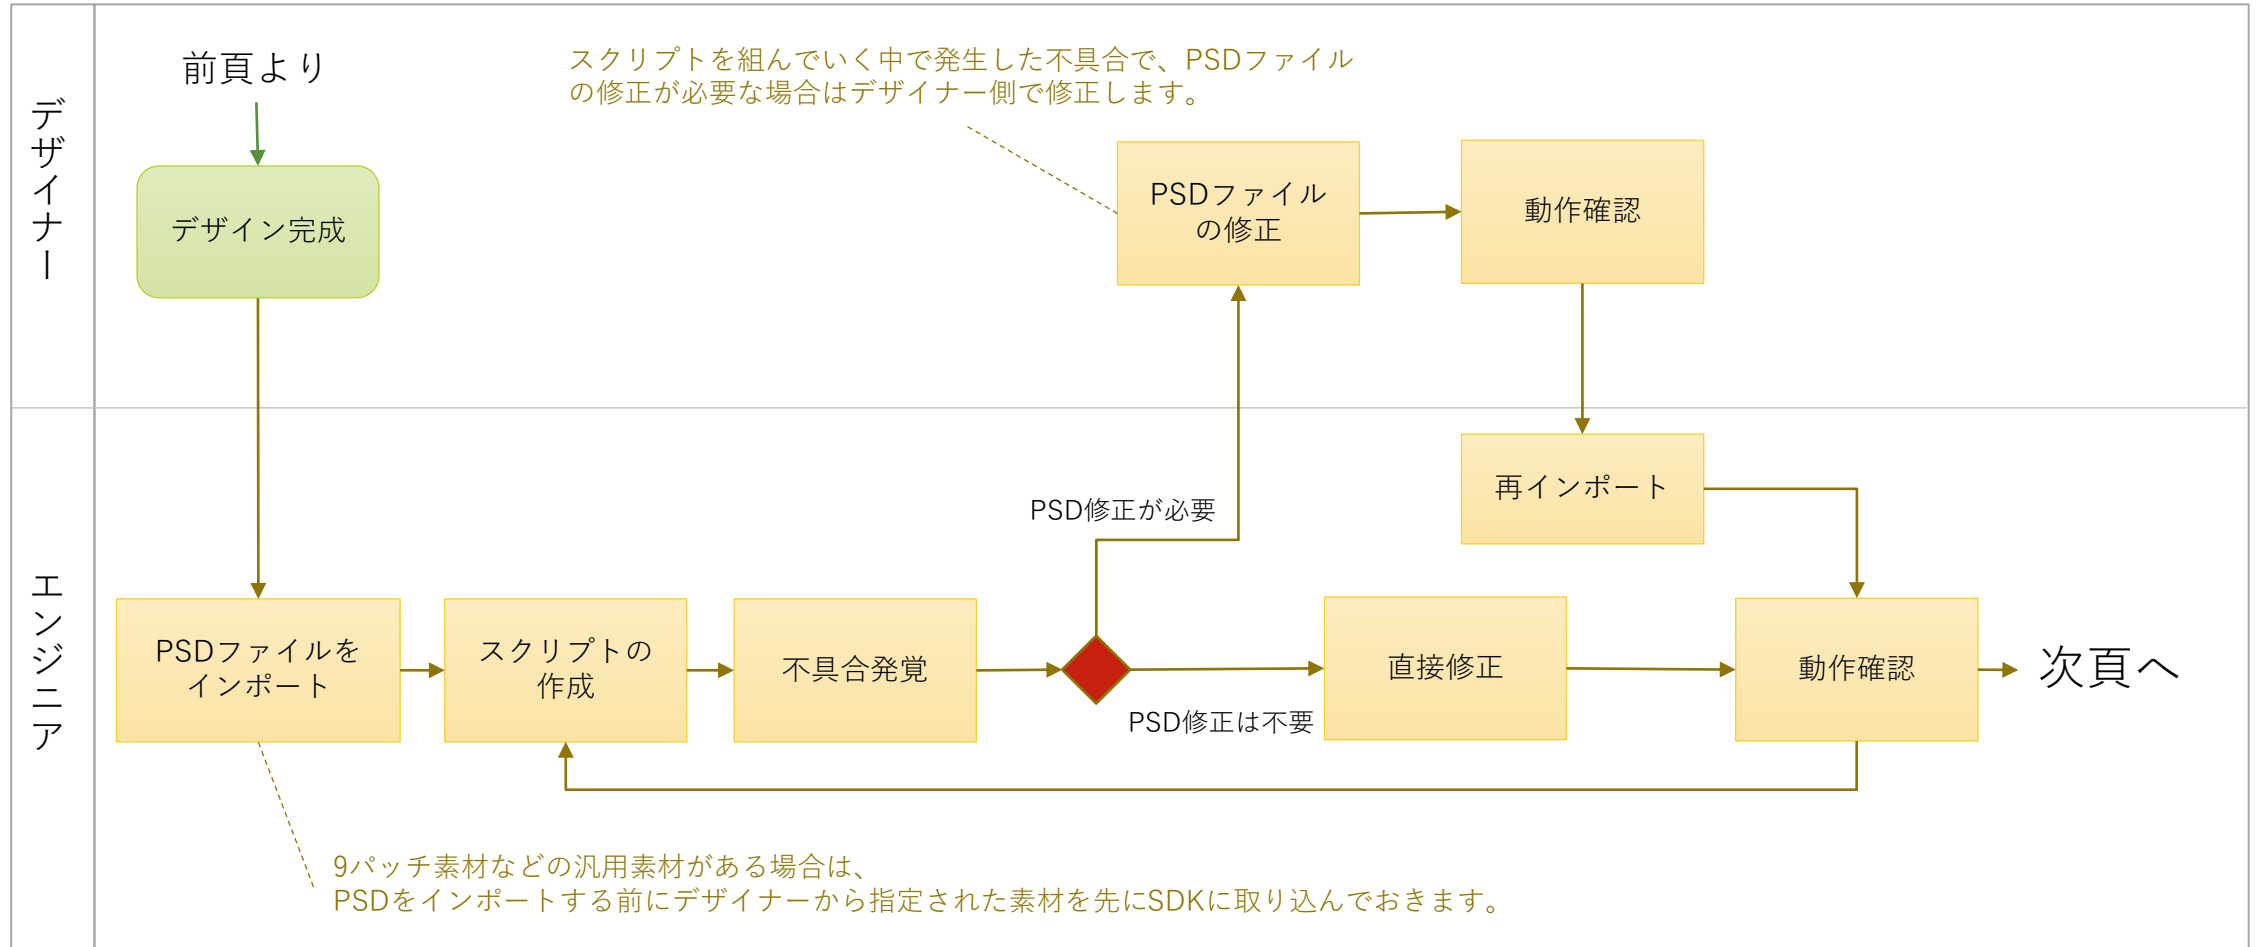 デザイナー
前頁より
デザイン完成
スクリプトを組んでいく中で発生した不具合で、PSDファイル
の修正が必要な場合はデザイナー側で修正します。
PSDファイル
の修正
動作確認
エンジニア
再インポート
PSD修正が必要
PSDファイルを
インポート
スクリプトの
作成
不具合発覚
PSD修正は不要
直接修正
動作確認
次頁へ
9パッチ素材などの汎用素材がある場合は、
PSDをインポートする前にデザイナーから指定された素材を先にSDKに取り込んでおきます。